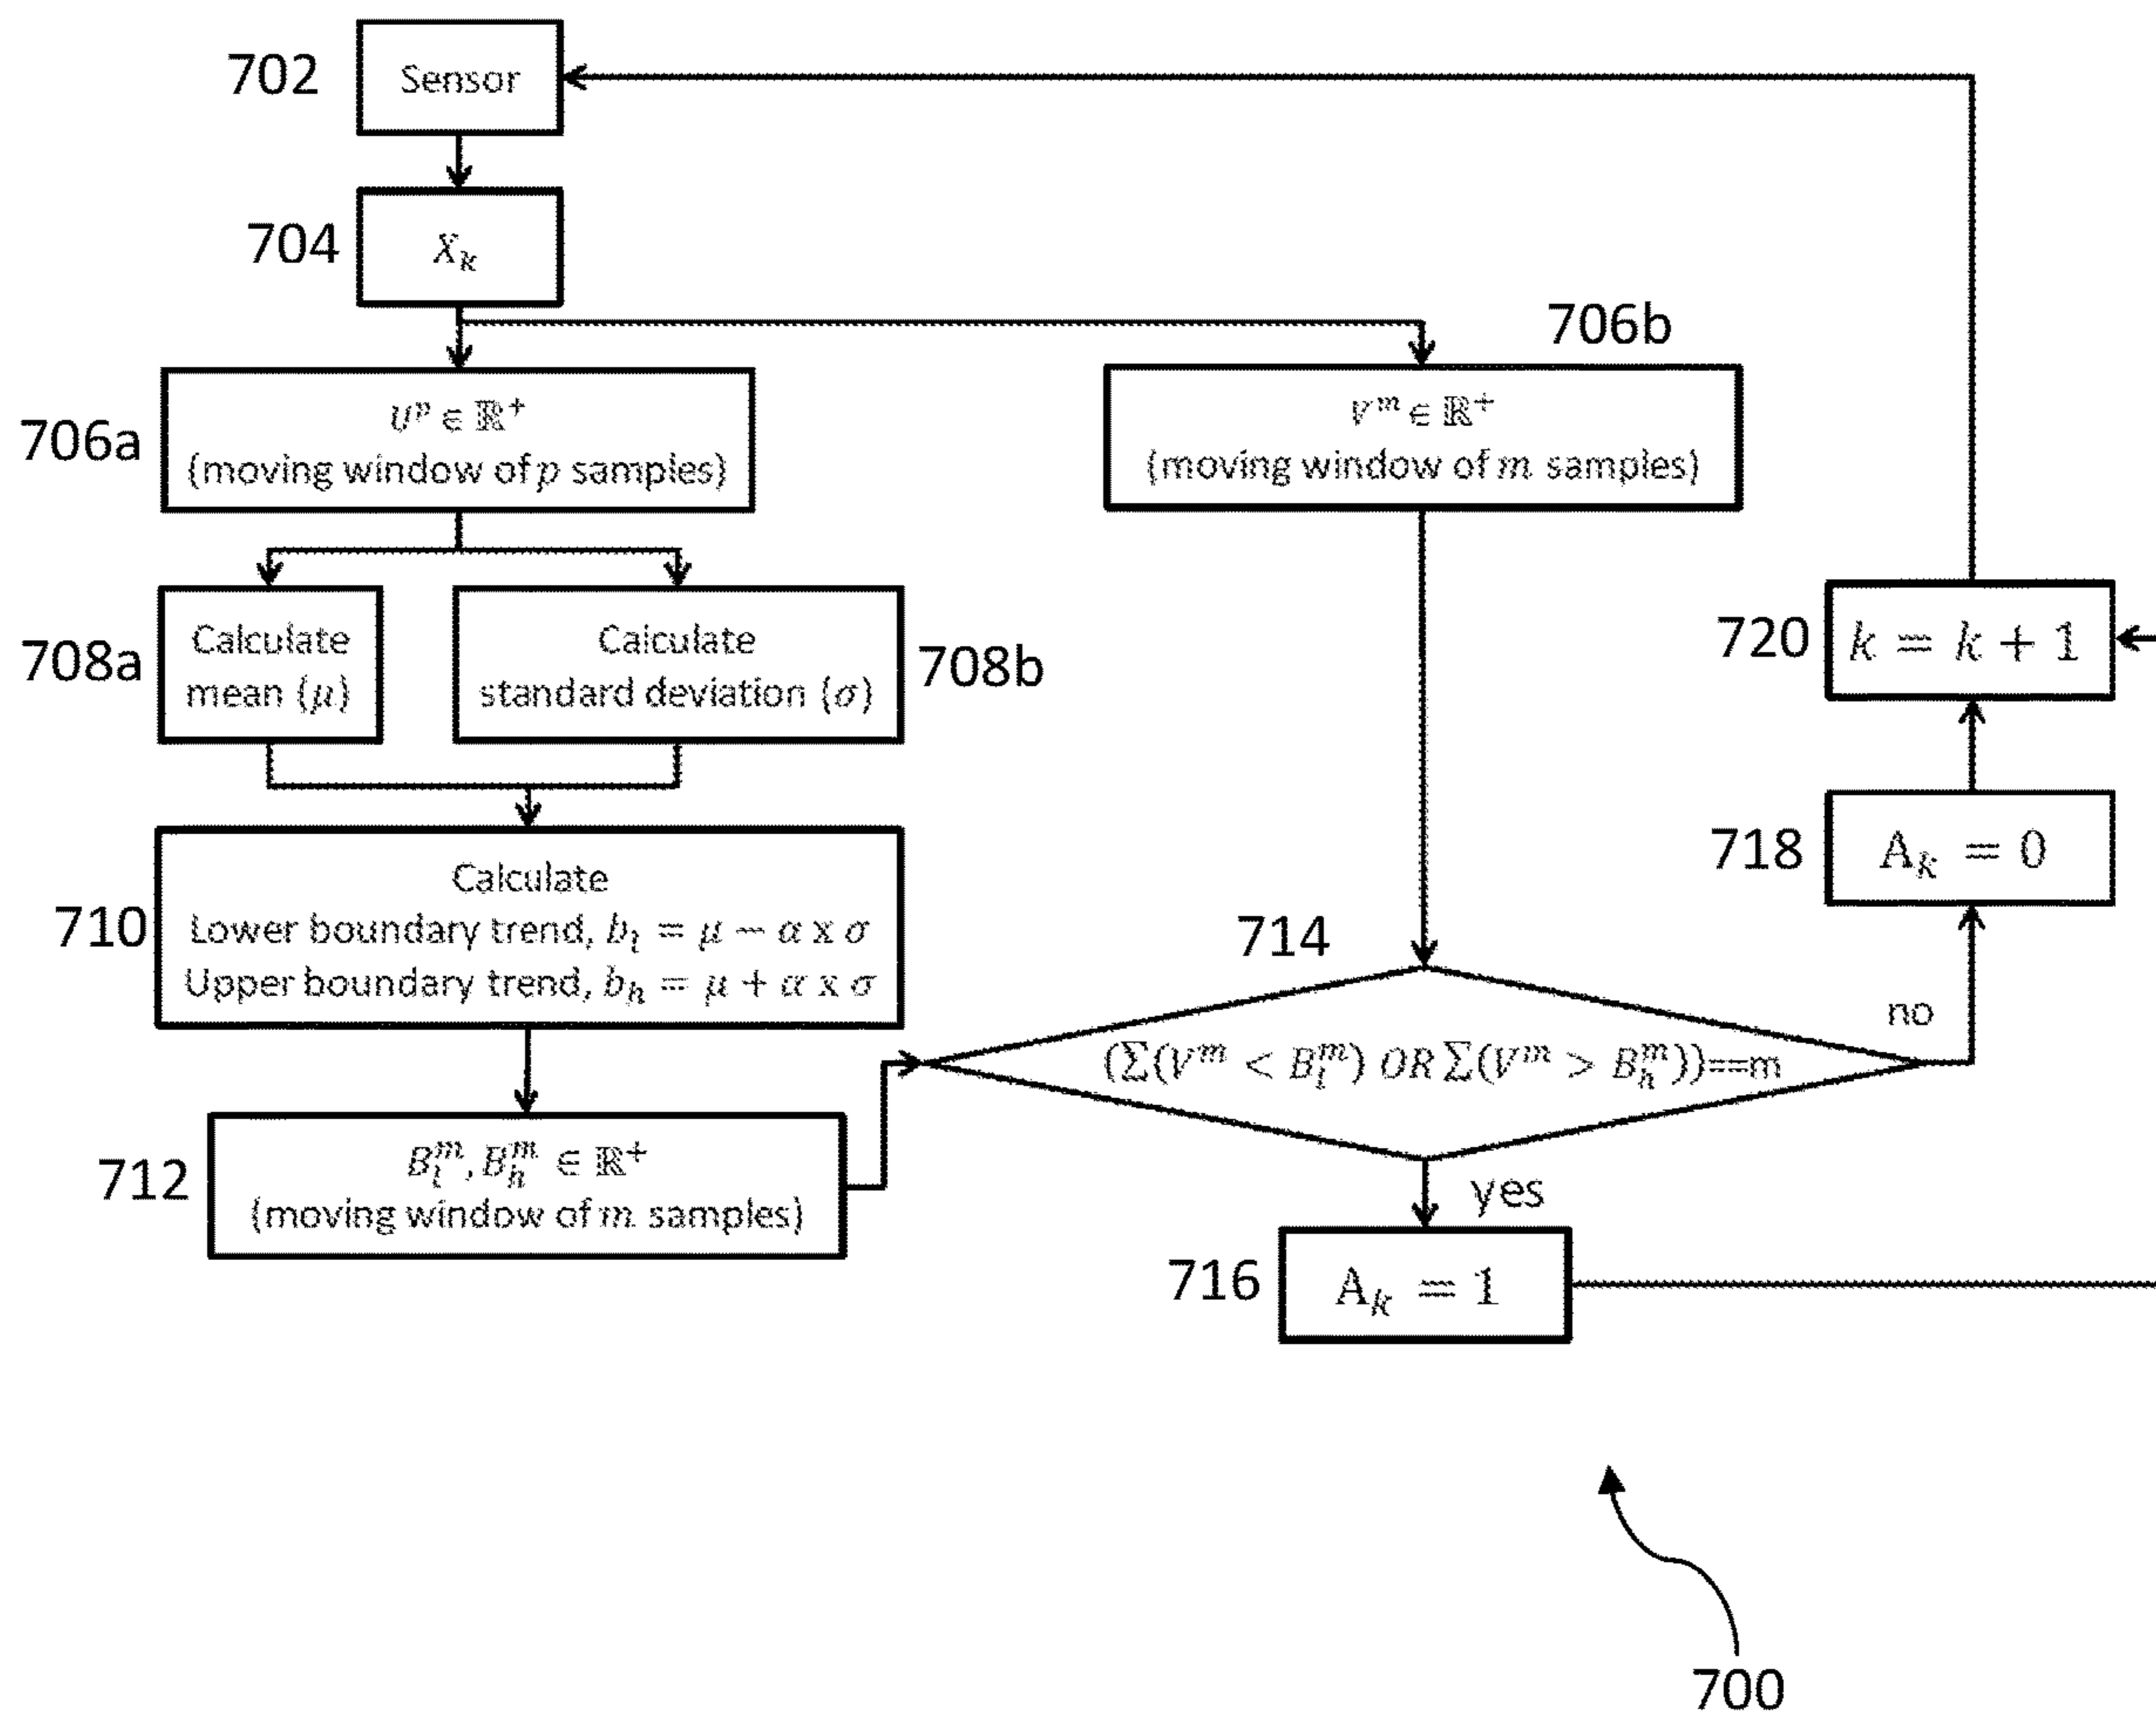 702
Sensor
704
X_k
706a
U^p ∈ ℝ^+
(moving window of p samples)
706b
V^m ∈ ℝ^+
(moving window of m samples)
708a
Calculate
mean (μ)
Calculate
standard deviation (σ)
708b
720
k = k + 1
718
A_k = 0
710
Calculate
Lower boundary trend, b_l = μ − α x σ
Upper boundary trend, b_h = μ + α x σ
714
no
(∑(V^m < B_l^m) OR ∑(V^m > B_h^m))==m
712
B_l^m, B_h^m ∈ ℝ^+
(moving window of m samples)
yes
716
A_k = 1
700